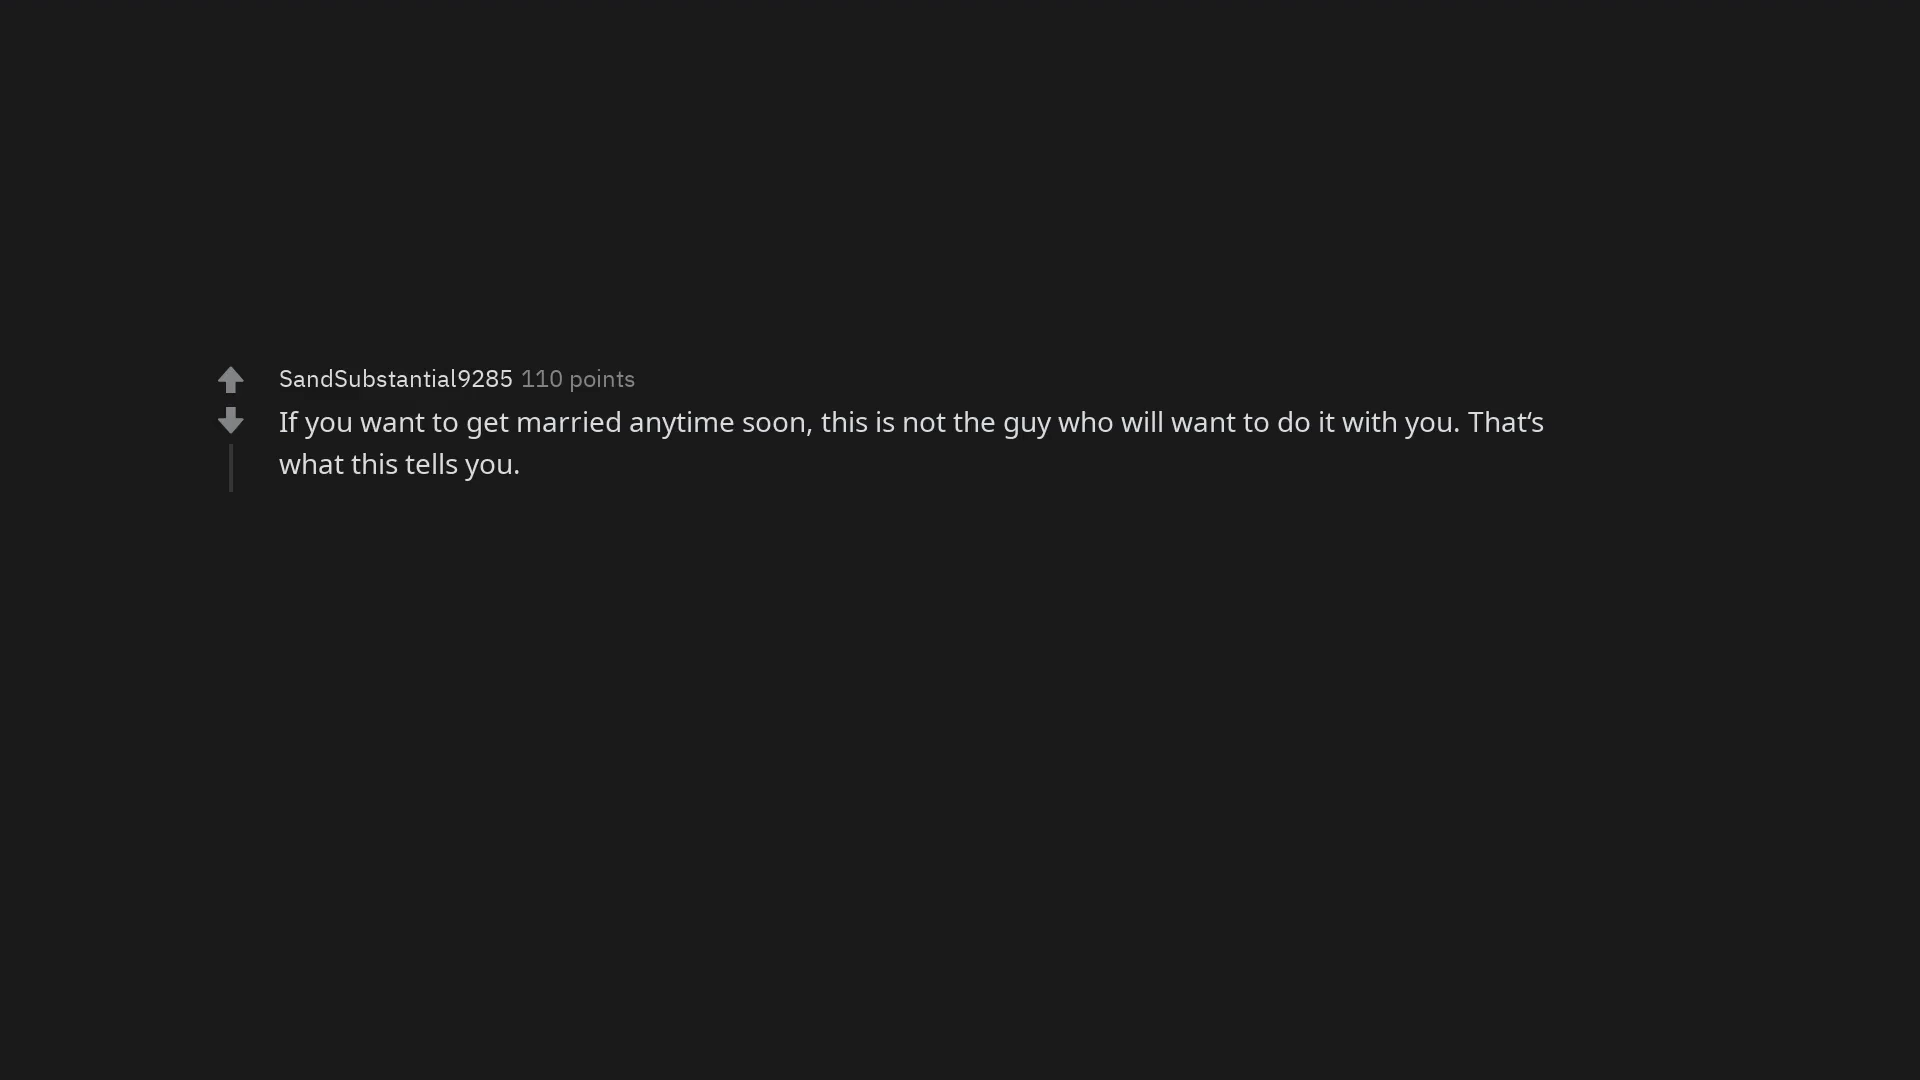 SandSubstantial9285 110 points
If you want to get married anytime soon, this is not the guy who will want to do it with you. That‘s
what this tells you.